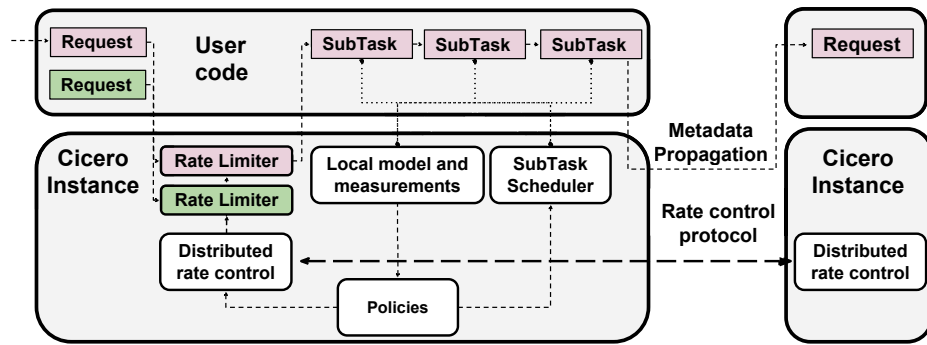 Request
Request
User
code
SubTask
SubTask
SubTask
Request
Cicero
Instance
Rate Limiter
Rate Limiter
Local model and
measurements
SubTask
Scheduler
Metadata
Propagation
Cicero
Instance
Distributed
rate control
Rate control
protocol
Distributed
rate control
Policies